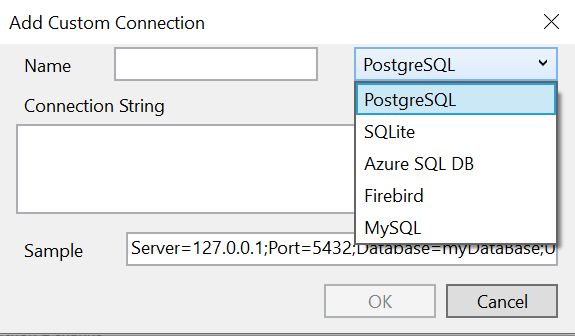 Add Custom Connection
Name
PostgreSQL
PostgreSQL
Connection String
SQLite
Azure SQL DB
Firebird
MySQL
Sample
Server=127.0.0.1;Port=5432;Database=myDataBase;U
OK
Cancel